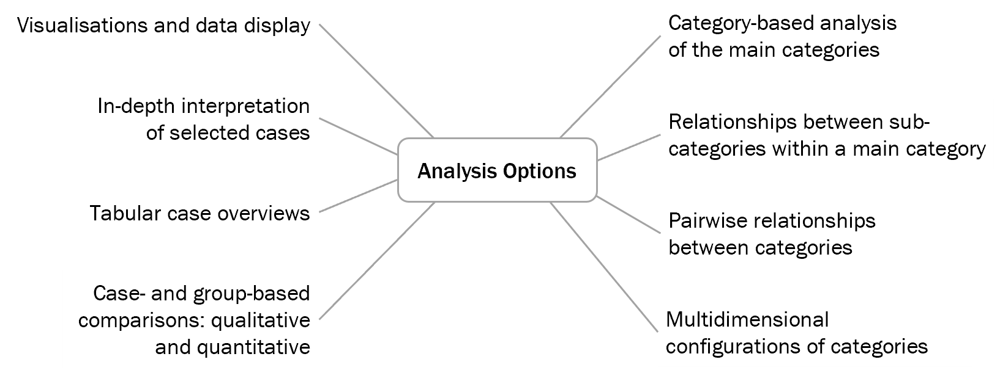 Visualisations and data display
In-depth interpretation
of selected cases
Tabular case overviews
Case- and group-based
comparisons: qualitative
and quantitative
Analysis Options
Category-based analysis
of the main categories
Relationships between sub-
categories within a main category
Pairwise relationships
between categories
Multidimensional
configurations of categories